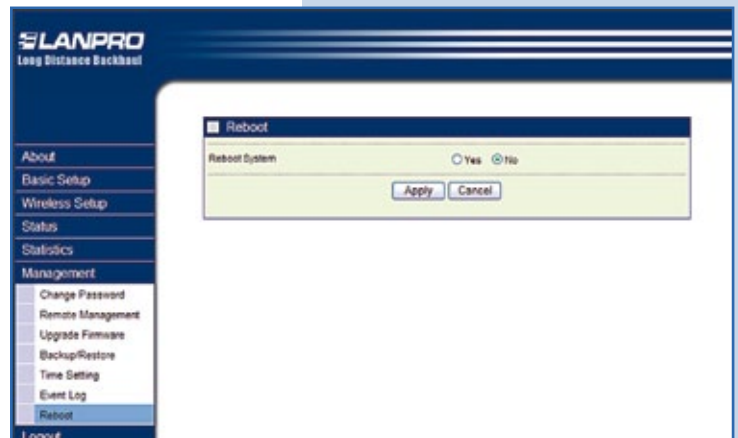 LANPRO
Long Distance Backhaul
About
Basic Setup
Wireless Setup
Status
Statistics
Management
Change Password
Remote Management
Upgrade Firmware
Backup/Restore
Time Setting
Event Log
Reboot
Logout
Reboot
Reboot System Yes No
Apply Cancel